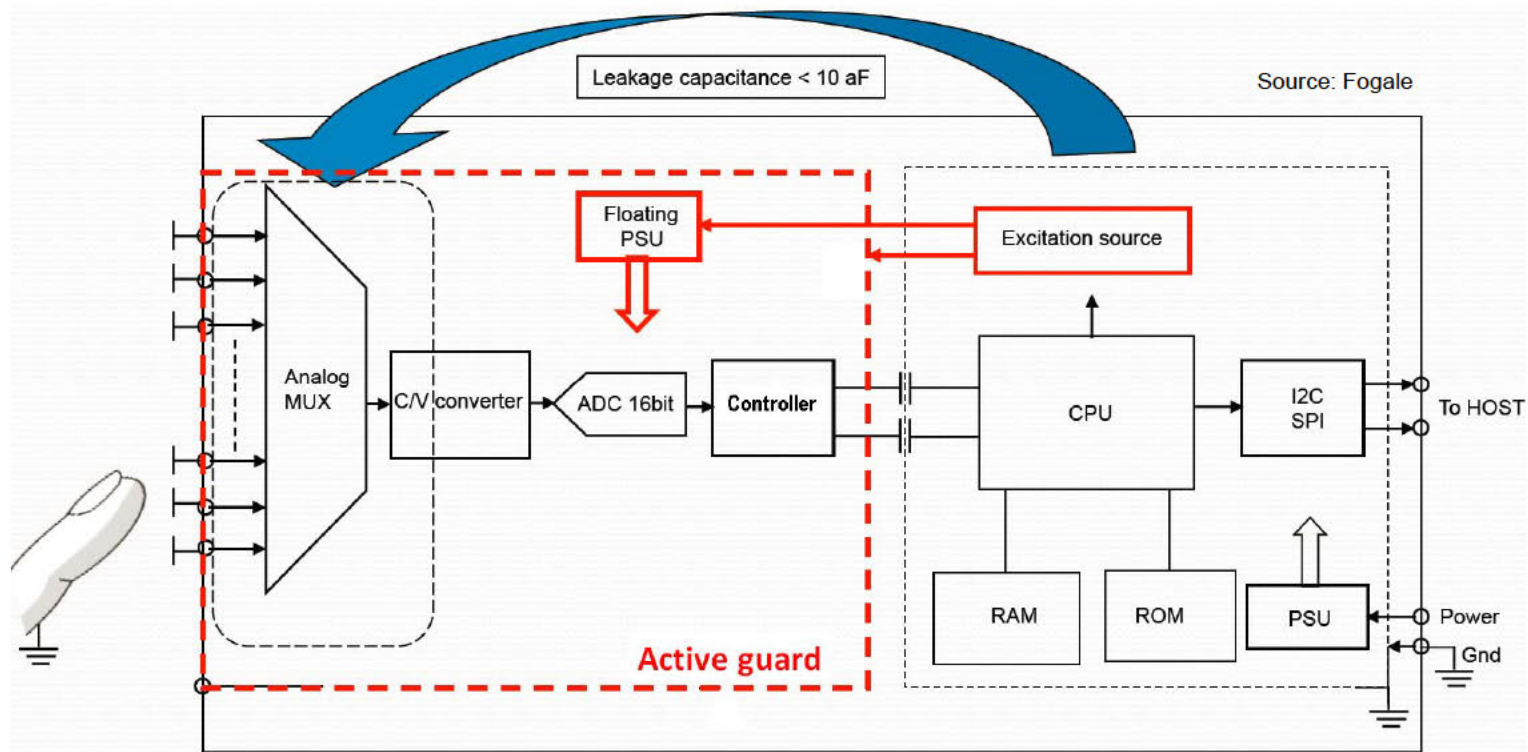 Leakage capacitance < 10 aF
Source: Fogale
Floating
PSU
Excitation source
Analog
MUX
C/V converter
ADC 16bit
Controller
CPU
I2C
SPI
To HOST
RAM
ROM
PSU
Power
Gnd
Active guard